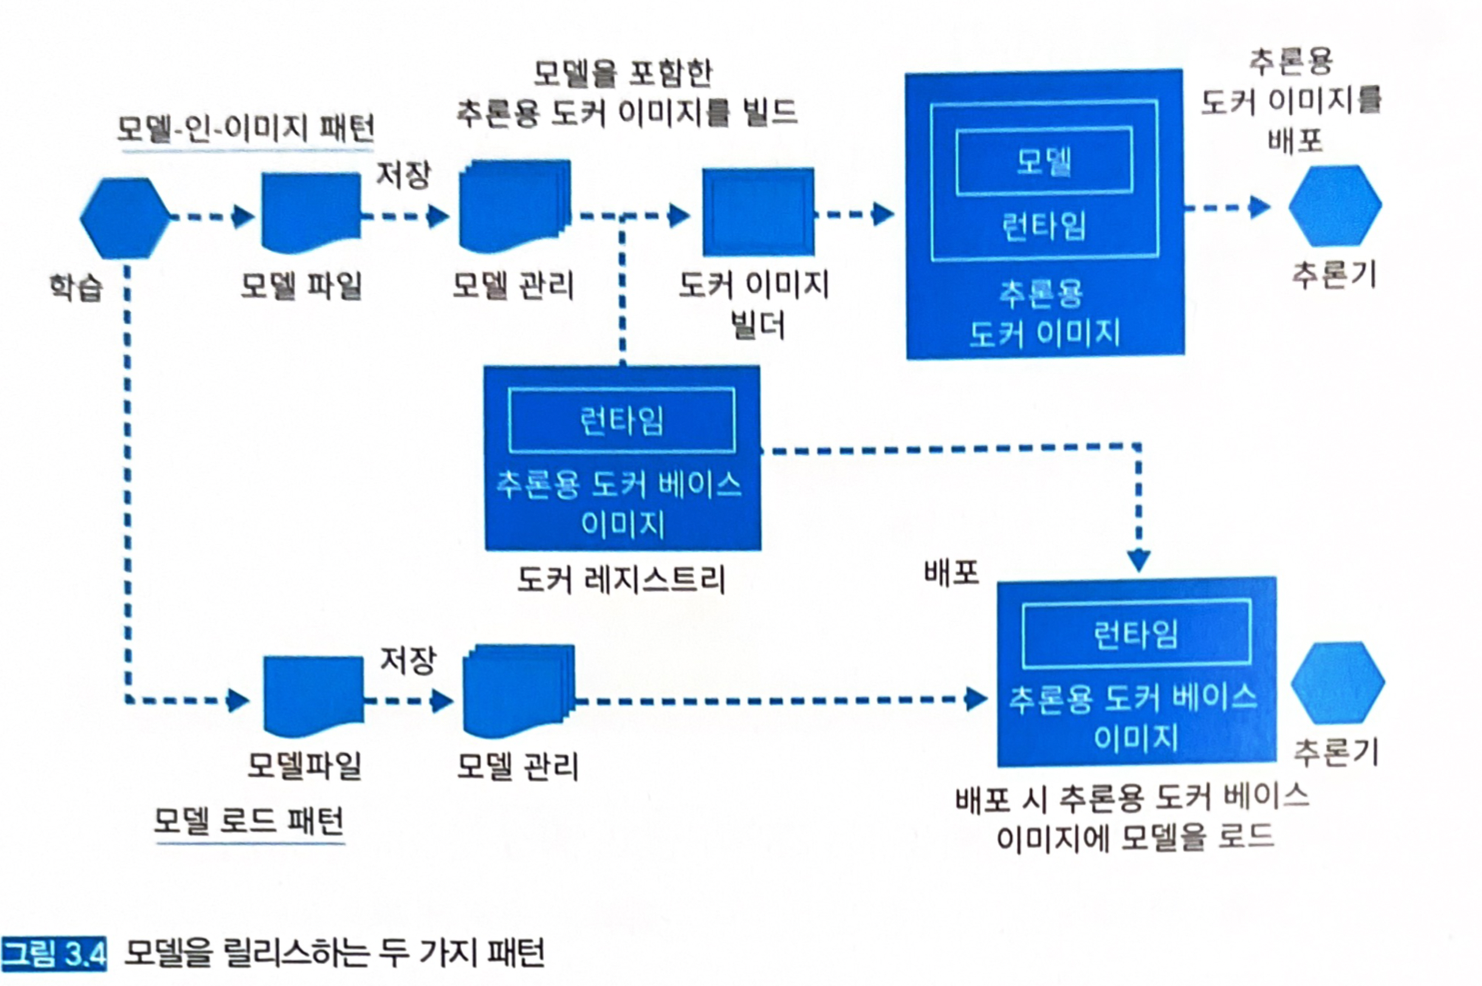 모델-인-이미지 패턴
모델을 포함한
추론용 도커 이미지를 빌드
추론용
도커 이미지를
배포
저장
학습
모델 파일
모델 관리
도커 이미지
빌더
모델
런타임
추론용
도커 이미지
추론기
런타임
추론용 도커 베이스
이미지
도커 레지스트리
배포
저장
모델파일
모델 관리
런타임
추론용 도커 베이스
이미지
추론기
모델 로드 패턴
배포 시 추론용 도커 베이스
이미지에 모델을 로드
그림 3.4 모델을 릴리스하는 두 가지 패턴